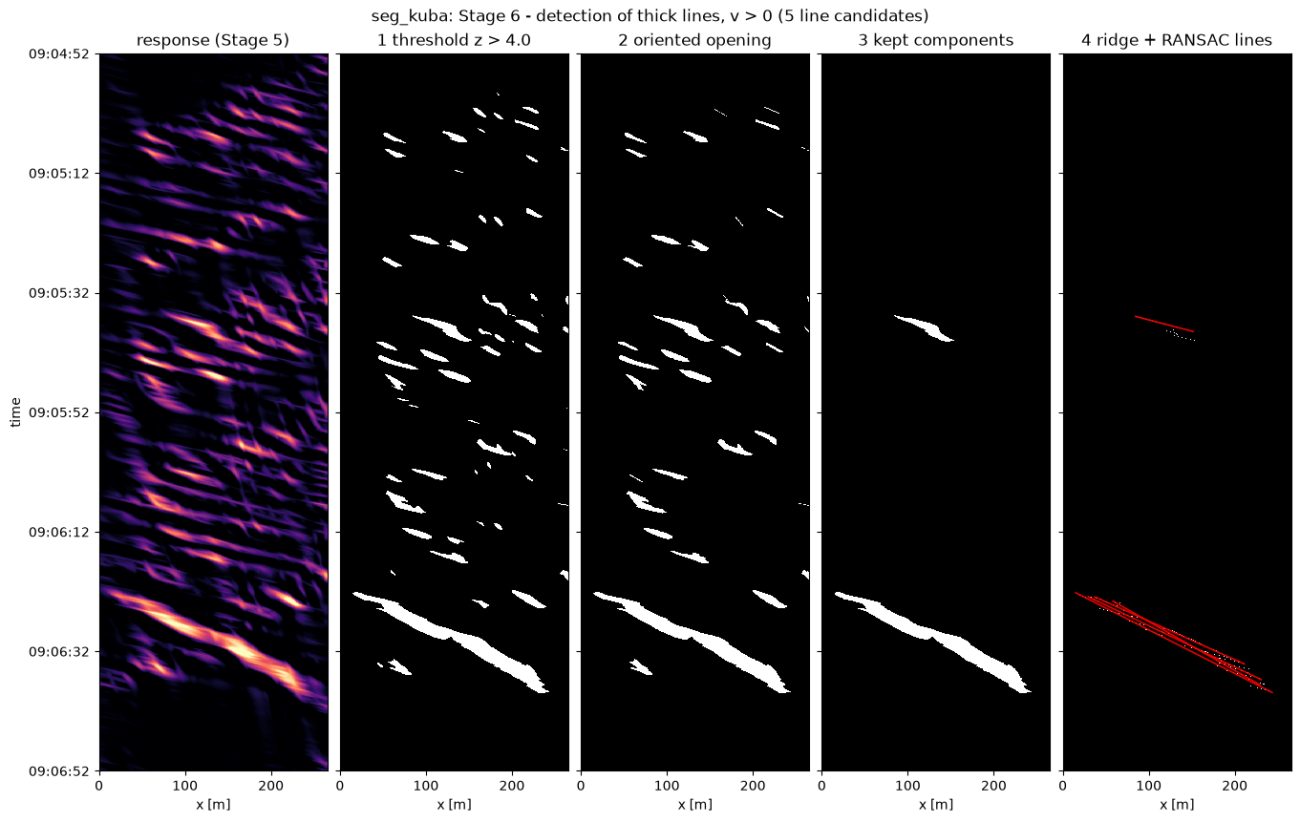 seg_kuba: Stage 6 - detection of thick lines, v > 0 (5 line candidates)
response (Stage 5)
1 threshold z > 4.0
2 oriented opening
3 kept components
4 ridge + RANSAC lines
time
09:04:52
09:05:12
09:05:32
09:05:52
09:06:12
09:06:32
09:06:52
0 100 200
0 100 200
0 100 200
0 100 200
0 100 200
x [m]
x [m]
x [m]
x [m]
x [m]